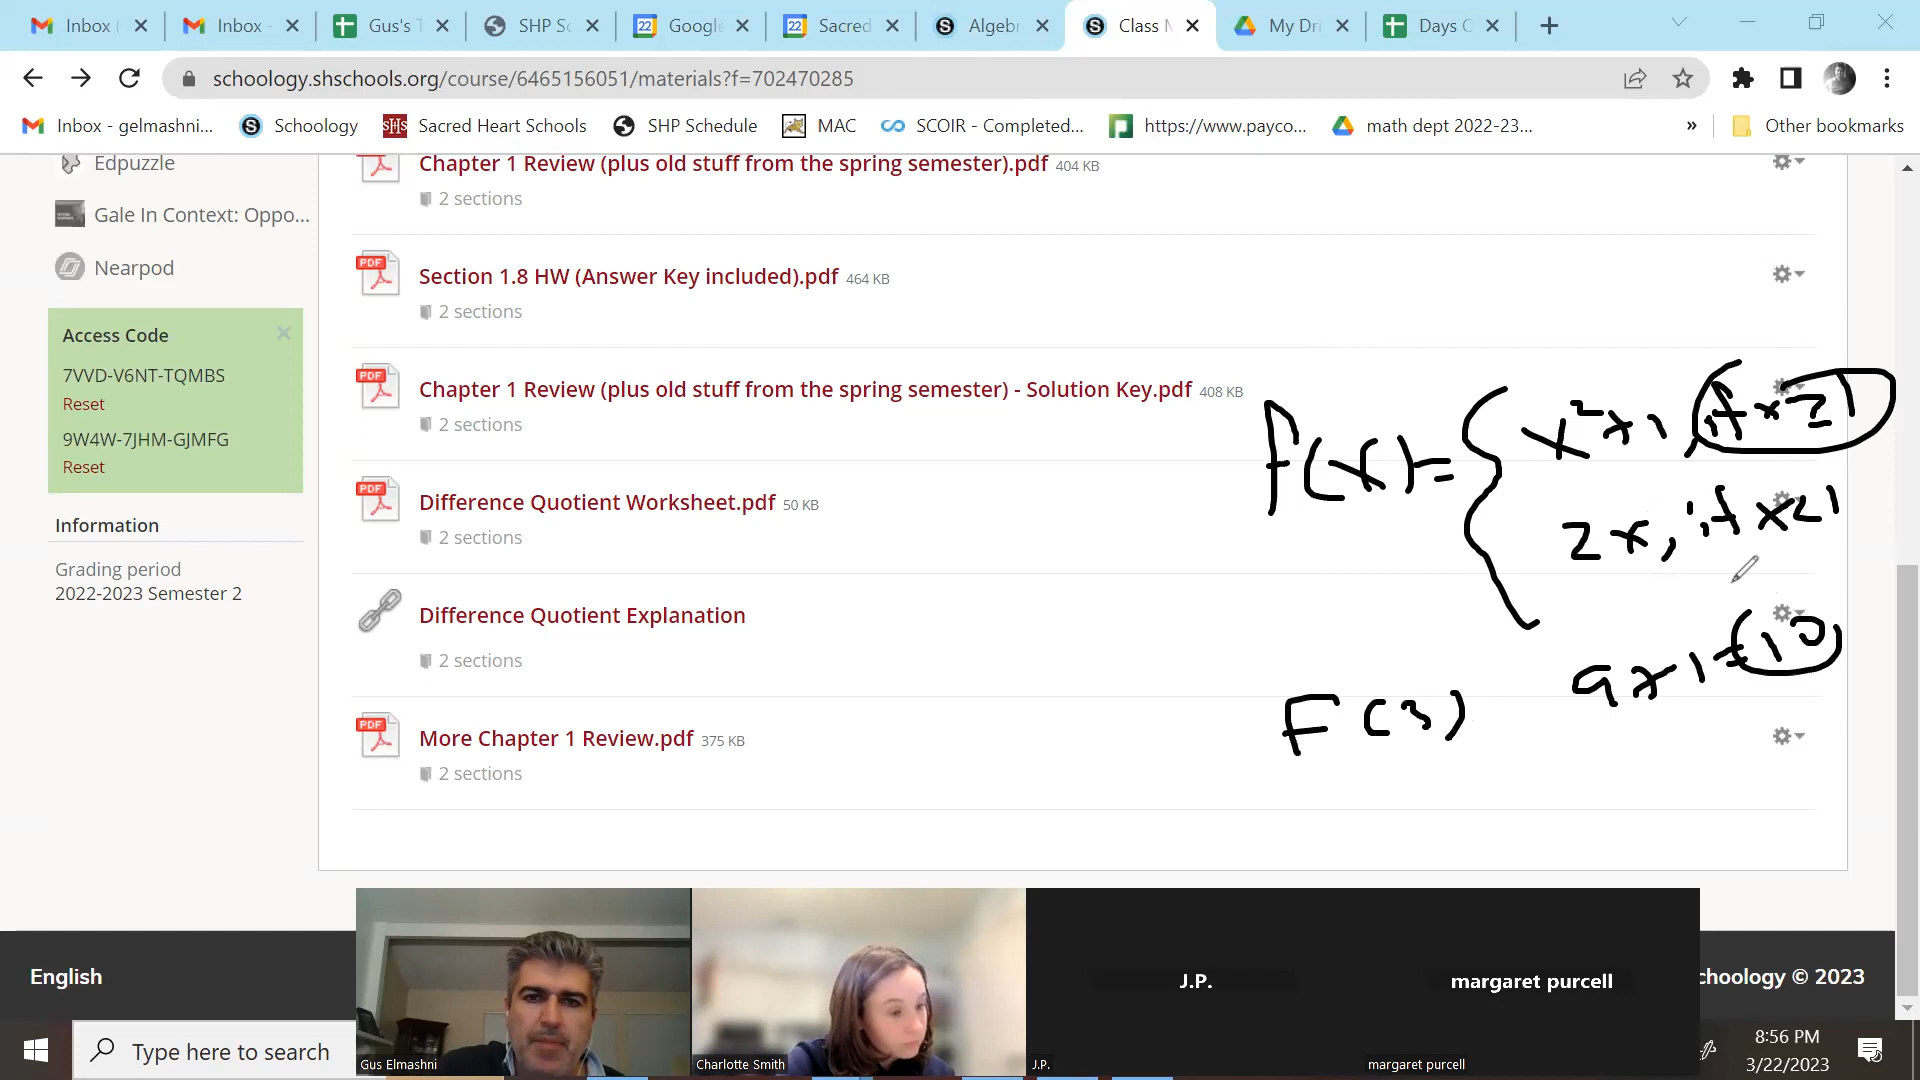 Inbox (
Inbox -
Gus's T
SHP Sc
Google
Sacred
Algebr
Class M
My Dri
Days C
schoology.shschools.org/course/6465156051/materials?f=702470285
Inbox - gelmashni...
Schoology
Sacred Heart Schools
SHP Schedule
MAC
SCOIR - Completed...
https://www.payco...
math dept 2022-23...
»
Other bookmarks
Edpuzzle
Gale In Context: Oppo...
Nearpod
Access Code
7VVD-V6NT-TQMBS
Reset
9W4W-7JHM-GJMFG
Reset
Information
Grading period
2022-2023 Semester 2
Chapter 1 Review (plus old stuff from the spring semester).pdf 404 KB
2 sections
Section 1.8 HW (Answer Key included).pdf 464 KB
2 sections
Chapter 1 Review (plus old stuff from the spring semester) - Solution Key.pdf 408 KB
2 sections
Difference Quotient Worksheet.pdf 50 KB
2 sections
Difference Quotient Explanation
2 sections
More Chapter 1 Review.pdf 375 KB
2 sections
f(x)= { x²+1, if x≥1
2x, if x<1
9+1=10
F(3)
English
choology © 2023
Gus Elmashni
Charlotte Smith
J.P.
J.P.
margaret purcell
margaret purcell
Type here to search
8:56 PM
3/22/2023